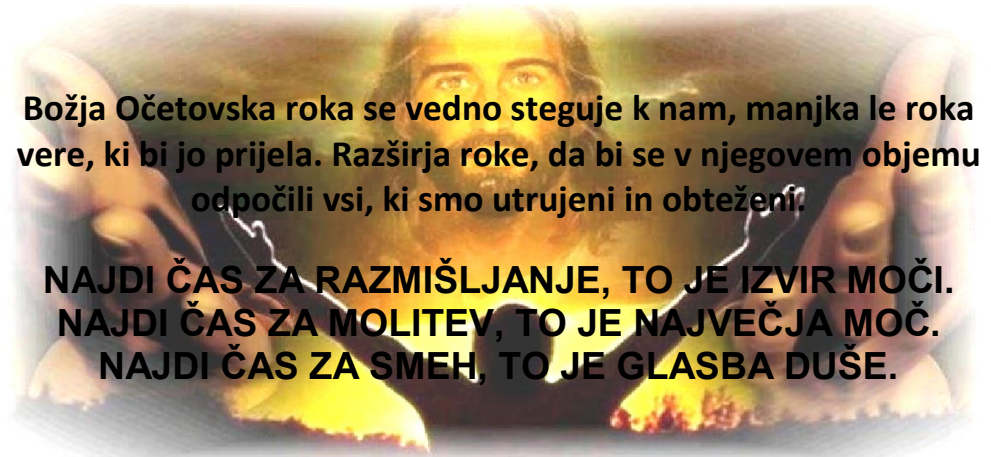 Božja Očetovska roka se vedno steguje k nam, manjka le roka
vere, ki bi jo prijela. Razširja roke, da bi se v njegovem objemu
odpočili vsi, ki smo utrujeni in obteženi.
NAJDI ČAS ZA RAZMIŠLJANJE, TO JE IZVIR MOČI.
NAJDI ČAS ZA MOLITEV, TO JE NAJVEČJA MOČ.
NAJDI ČAS ZA SMEH, TO JE GLASBA DUŠE.